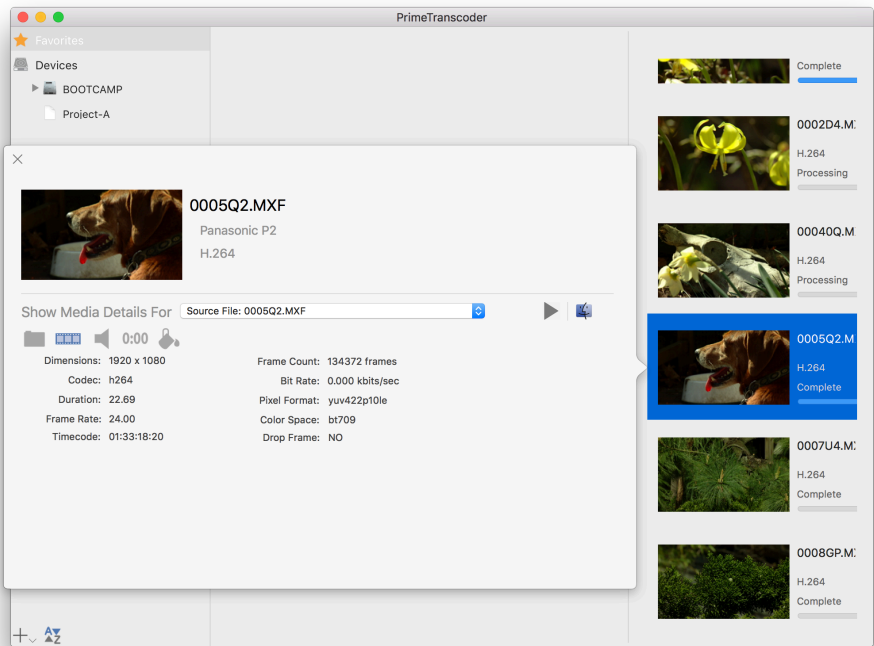 PrimeTranscoder
Favorites
Devices
BOOTCAMP
Project-A
0005Q2.MXF
Panasonic P2
H.264
Show Media Details For
Source File: 0005Q2.MXF
0:00
Dimensions: 1920 x 1080
Codec: h264
Duration: 22.69
Frame Rate: 24.00
Timecode: 01:33:18:20
Frame Count: 134372 frames
Bit Rate: 0.000 kbits/sec
Pixel Format: yuv422p10le
Color Space: bt709
Drop Frame: NO
Complete
0002D4.M
H.264
Processing
00040Q.M
H.264
Processing
0005Q2.M
H.264
Complete
0007U4.M
H.264
Complete
0008GP.M
H.264
Complete
A
Z